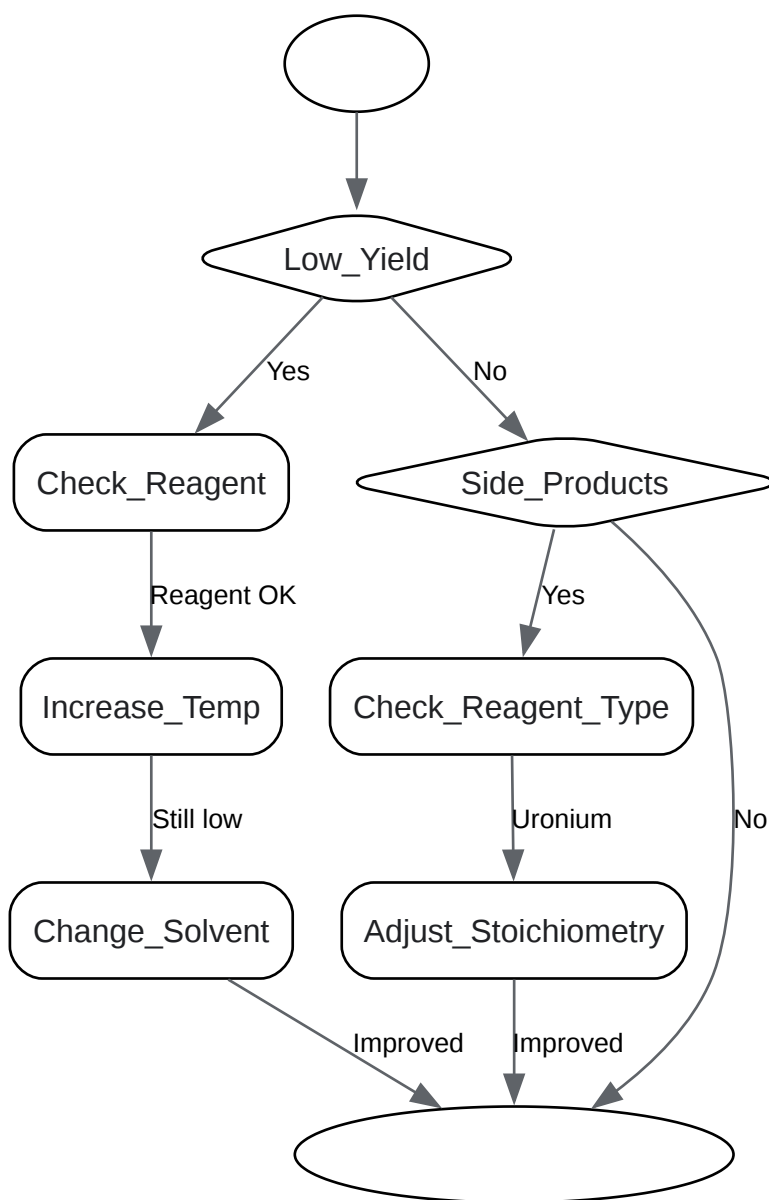 Low_Yield
Yes
No
Check_Reagent
Side_Products
Reagent OK
Yes
Increase_Temp
Check_Reagent_Type
Still low
Uronium
No
Change_Solvent
Adjust_Stoichiometry
Improved
Improved